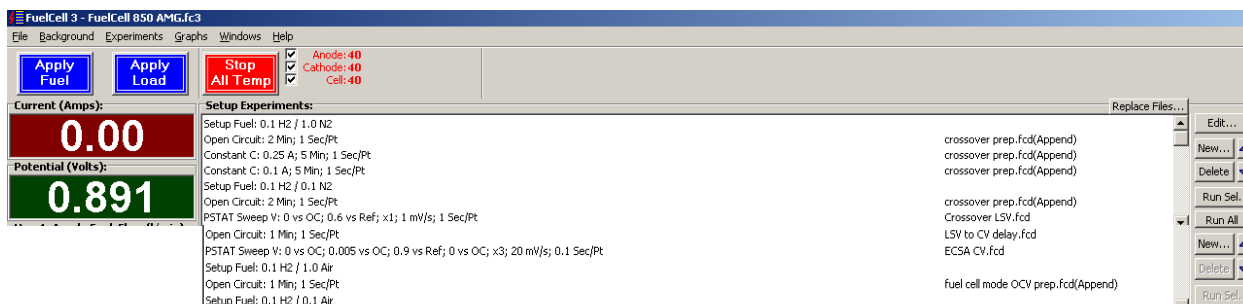 FuelCell 3 - FuelCell 850 AMG.fc3
File Background Experiments Graphs Windows Help
Apply Fuel
Apply Load
Stop All Temp
Anode: 40
Cathode: 40
Cell: 40
Current (Amps):
0.00
Potential (Volts):
0.891
Setup Experiments:
Replace Files...
Setup Fuel: 0.1 H2 / 1.0 N2
Open Circuit: 2 Min; 1 Sec/Pt crossover prep.fcd(Append)
Constant C: 0.25 A; 5 Min; 1 Sec/Pt crossover prep.fcd(Append)
Constant C: 0.1 A; 5 Min; 1 Sec/Pt crossover prep.fcd(Append)
Setup Fuel: 0.1 H2 / 0.1 N2
Open Circuit: 2 Min; 1 Sec/Pt crossover prep.fcd(Append)
PSTAT Sweep V: 0 vs OC; 0.6 vs Ref; x1; 1 mV/s; 1 Sec/Pt Crossover LSV.fcd
Open Circuit: 1 Min; 1 Sec/Pt LSV to CV delay.fcd
PSTAT Sweep V: 0 vs OC; 0.005 vs OC; 0.9 vs Ref; 0 vs OC; x3; 20 mV/s; 0.1 Sec/Pt ECSA CV.fcd
Setup Fuel: 0.1 H2 / 1.0 Air
Open Circuit: 1 Min; 1 Sec/Pt fuel cell mode OCV prep.fcd(Append)
Setup Fuel: 0.1 H2 / 0.1 Air
Edit...
New...
Delete
Run Sel.
Run All
New...
Delete
Run Sel.